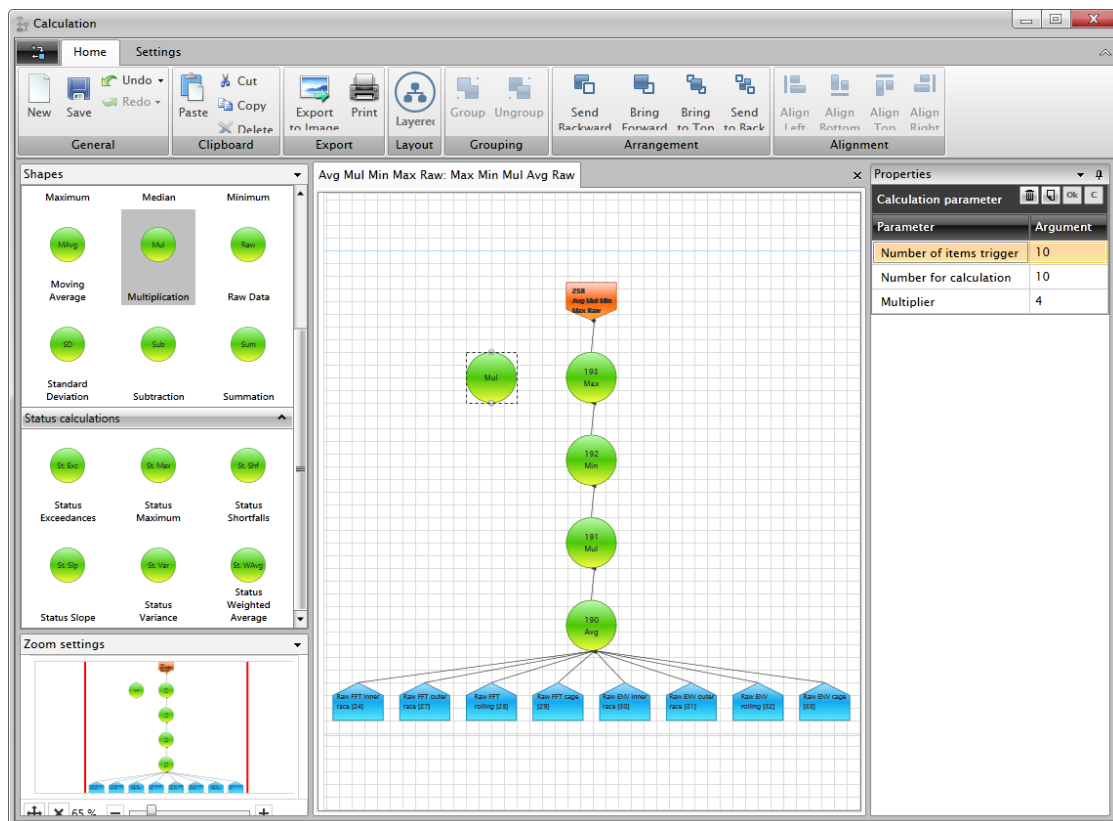 Calculation
Home Settings
New Save Undo Redo
Paste Cut Copy Delete
Export to Image Print
Layered
Group Ungroup
Send Backward Bring Forward Bring to Top Send to Back
Align Left Align Bottom Align Top Align Right
General Clipboard Export Layout Grouping Arrangement Alignment
Shapes
Maximum Median Minimum
MAvg Mul Raw
Moving Average Multiplication Raw Data
SD Sub Sum
Standard Deviation Subtraction Summation
Status calculations
St. Exc St. Max St. Shf
Status Exceedances Status Maximum Status Shortfalls
St. Slp St. Var St. WAvg
Status Slope Status Variance Status Weighted Average
Zoom settings
65 %
Avg Mul Min Max Raw: Max Min Mul Avg Raw
258
Avg Mul Min
Max Raw
Mul
193
Max
192
Min
191
Mul
190
Avg
Raw FFT inner race [26]
Raw FFT outer race [27]
Raw FFT rolling [28]
Raw FFT cage [29]
Raw ENV inner race [30]
Raw ENV outer race [31]
Raw ENV rolling [32]
Raw ENV cage [33]
Properties
Calculation parameter Ok C
Parameter Argument
Number of items trigger 10
Number for calculation 10
Multiplier 4